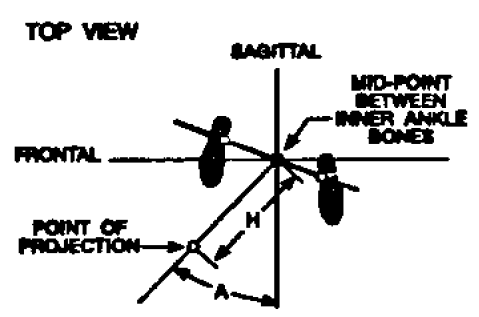 TOP VIEW
SAGITTAL
MID-POINT
BETWEEN
INNER ANKLE
BONES
FRONTAL
POINT OF
PROJECTION
H
A